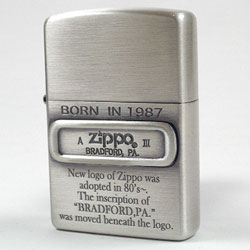 BORN IN 1987
A Zippo® III
BRADFORD, PA.
New logo of Zippo was
adopted in 80's~.
The inscription of
"BRADFORD,PA."
was moved beneath the logo.